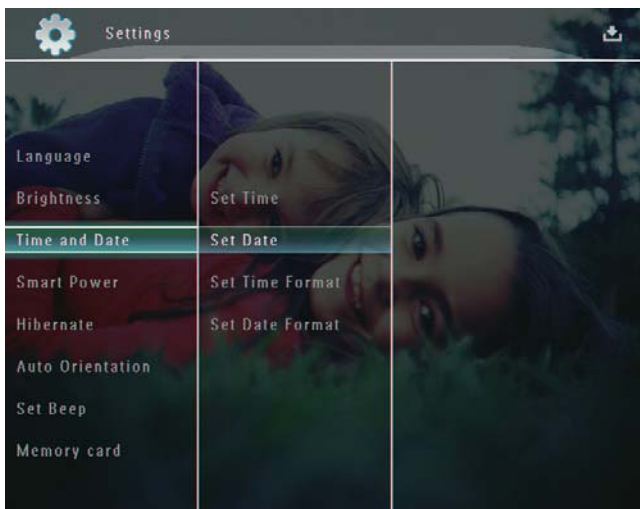 Settings
Language
Brightness
Time and Date
Smart Power
Hibernate
Auto Orientation
Set Beep
Memory card
Set Time
Set Date
Set Time Format
Set Date Format